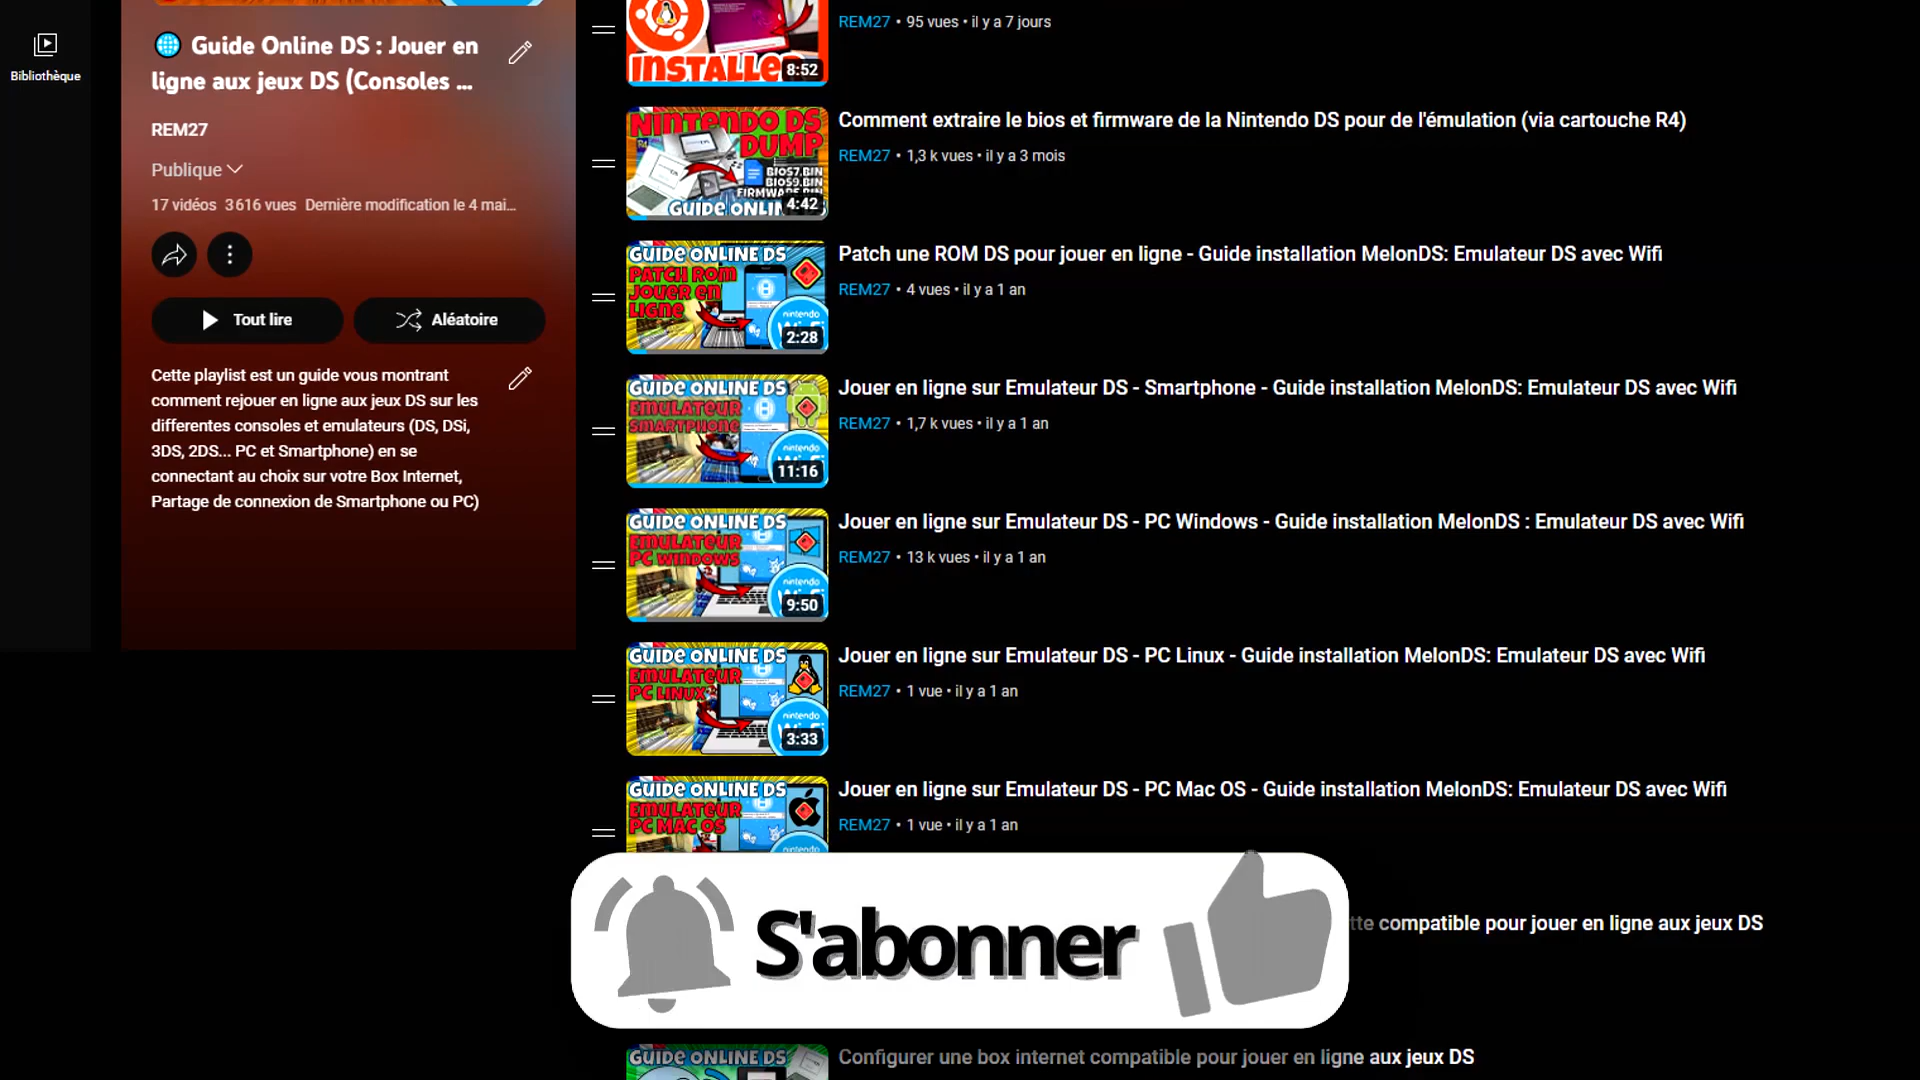 Bibliothèque
Guide Online DS : Jouer en
ligne aux jeux DS (Consoles ...
REM27
Publique
17 vidéos 3 616 vues Dernière modification le 4 mai...
Tout lire
Aléatoire
Cette playlist est un guide vous montrant
comment rejouer en ligne aux jeux DS sur les
differentes consoles et emulateurs (DS, DSi,
3DS, 2DS... PC et Smartphone) en se
connectant au choix sur votre Box Internet,
Partage de connexion de Smartphone ou PC)
INSTALLER
8:52
REM27 • 95 vues • il y a 7 jours
NINTENDO DS
DUMP
BIOS7.BIN
BIOS9.BIN
FIRMWARE.BIN
4:42
GUIDE ONLINE
Comment extraire le bios et firmware de la Nintendo DS pour de l'émulation (via cartouche R4)
REM27 • 1,3 k vues • il y a 3 mois
GUIDE ONLINE DS
PATCH ROM
JOUER EN
LIGNE
nintendo
2:28
Patch une ROM DS pour jouer en ligne - Guide installation MelonDS: Emulateur DS avec Wifi
REM27 • 4 vues • il y a 1 an
GUIDE ONLINE DS
EMULATEUR
SMARTPHONE
nintendo
11:16
Jouer en ligne sur Emulateur DS - Smartphone - Guide installation MelonDS: Emulateur DS avec Wifi
REM27 • 1,7 k vues • il y a 1 an
GUIDE ONLINE DS
EMULATEUR
PC WINDOWS
nintendo
9:50
Jouer en ligne sur Emulateur DS - PC Windows - Guide installation MelonDS : Emulateur DS avec Wifi
REM27 • 13 k vues • il y a 1 an
GUIDE ONLINE DS
EMULATEUR
PC LINUX
nintendo
3:33
Jouer en ligne sur Emulateur DS - PC Linux - Guide installation MelonDS: Emulateur DS avec Wifi
REM27 • 1 vue • il y a 1 an
GUIDE ONLINE DS
EMULATEUR
PC MAC OS
nintendo
Jouer en ligne sur Emulateur DS - PC Mac OS - Guide installation MelonDS: Emulateur DS avec Wifi
REM27 • 1 vue • il y a 1 an
S'abonner
tte compatible pour jouer en ligne aux jeux DS
GUIDE ONLINE DS
Configurer une box internet compatible pour jouer en ligne aux jeux DS